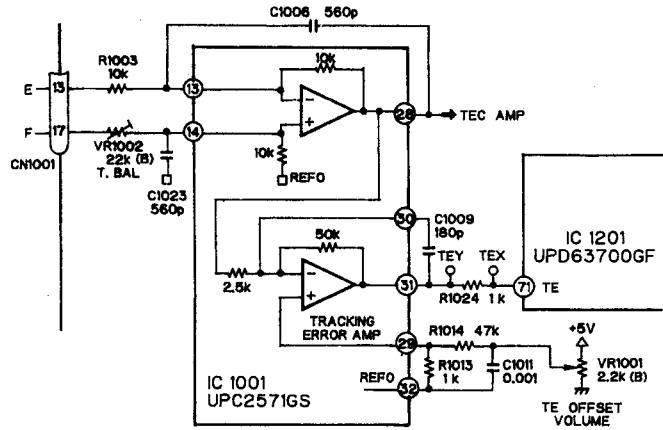 C1006 560p
R1003
10k
10k
E 13
13
F 17
14
28
TEC AMP
CN1001
VR1002
22k (B)
T. BAL
10k
REF0
C1023
560p
30
C1009
180p
50k
2.5k
TEY TEX
IC 1201
UPD63700GF
31
71 TE
R1024 1k
TRACKING
ERROR AMP
29
R1014 47k
+5V
IC 1001
UPC2571GS
REF0
32
R1013
1k
C1011
0.001
VR1001
2.2k (B)
TE OFFSET
VOLUME